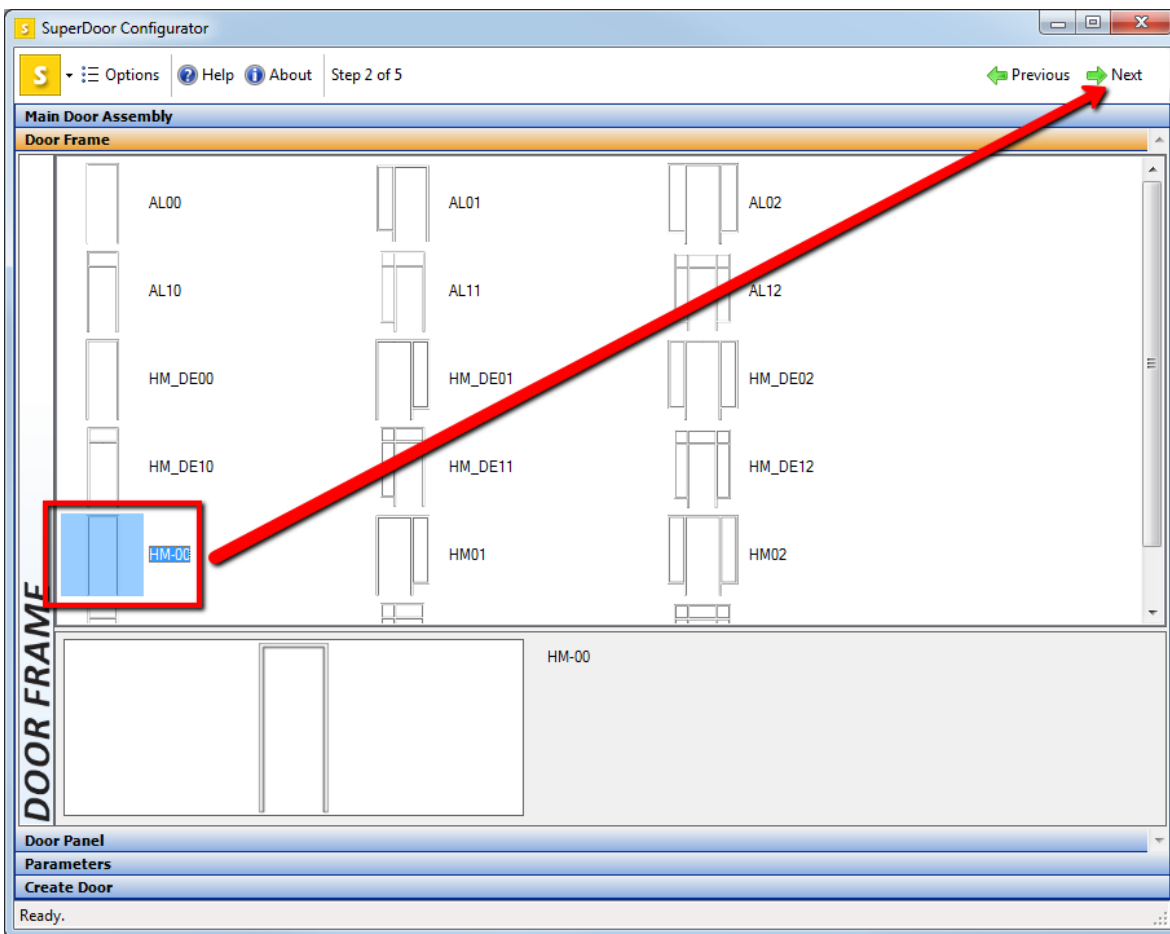 SuperDoor Configurator
S Options Help About Step 2 of 5 Previous Next
Main Door Assembly
Door Frame
DOOR FRAME
AL00 AL01 AL02
AL10 AL11 AL12
HM_DE00 HM_DE01 HM_DE02
HM_DE10 HM_DE11 HM_DE12
HM-00 HM01 HM02
HM-00
Door Panel
Parameters
Create Door
Ready.